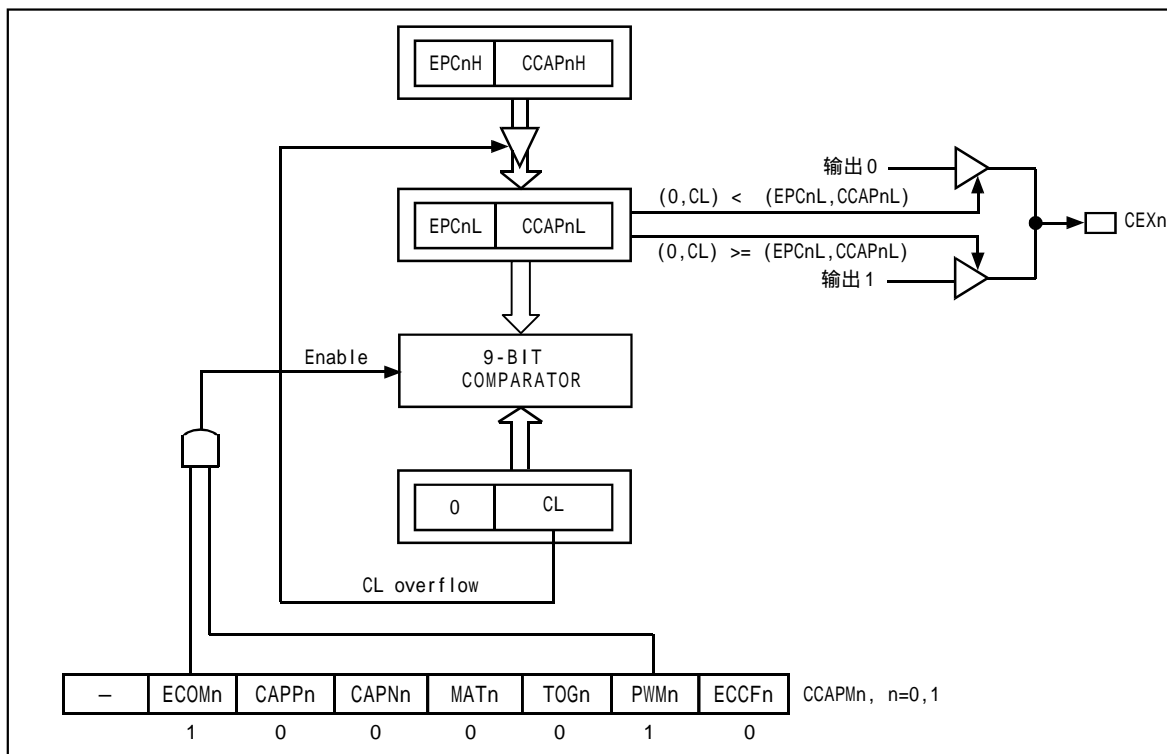 EPCnH CCAPnH
输出0
(0,CL) < (EPCnL,CCAPnL)
EPCnL CCAPnL
CEXn
(0,CL) >= (EPCnL,CCAPnL)
输出1
Enable
9-BIT
COMPARATOR
0 CL
CL overflow
— ECOMn CAPPn CAPNn MATn TOGn PWMn ECCFn CCAPMn, n=0,1
1 0 0 0 0 1 0